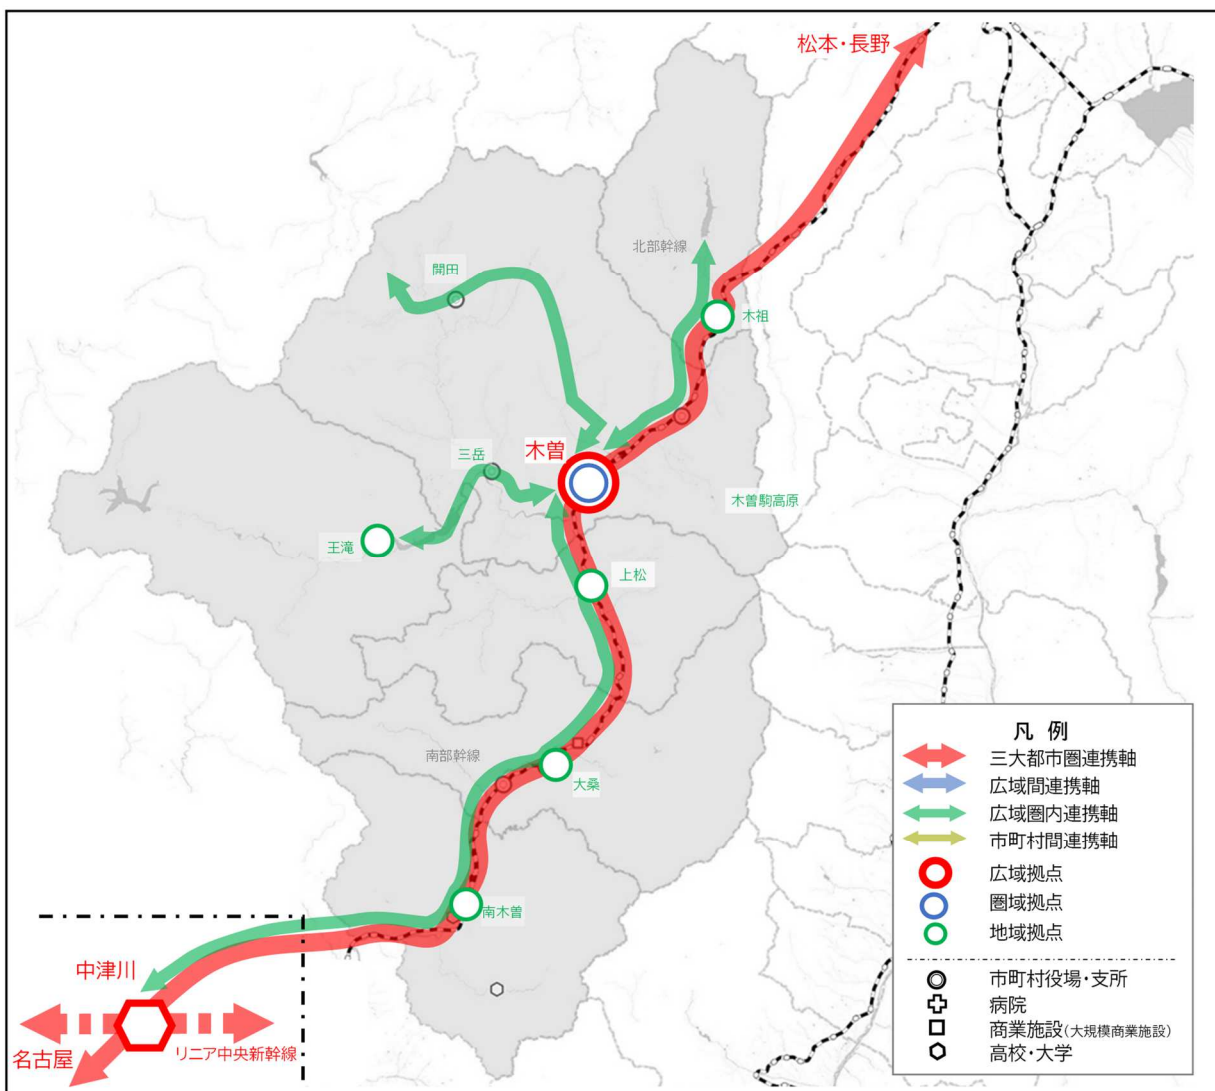 松本・長野
北部幹線
開田
木祖
木曽
三岳
木曽駒高原
王滝
上松
南部幹線
大桑
南木曽
中津川
名古屋
リニア中央新幹線
凡 例
三大都市圏連携軸
広域間連携軸
広域圏内連携軸
市町村間連携軸
広域拠点
圏域拠点
地域拠点
市町村役場・支所
病院
商業施設(大規模商業施設)
高校・大学